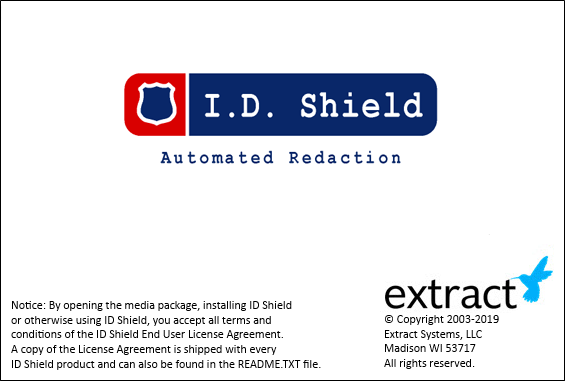 I.D. Shield
Automated Redaction
Notice: By opening the media package, installing ID Shield
or otherwise using ID Shield, you accept all terms and
conditions of the ID Shield End User License Agreement.
A copy of the License Agreement is shipped with every
ID Shield product and can also be found in the README.TXT file.
extract
© Copyright 2003-2019
Extract Systems, LLC
Madison WI 53717
All rights reserved.